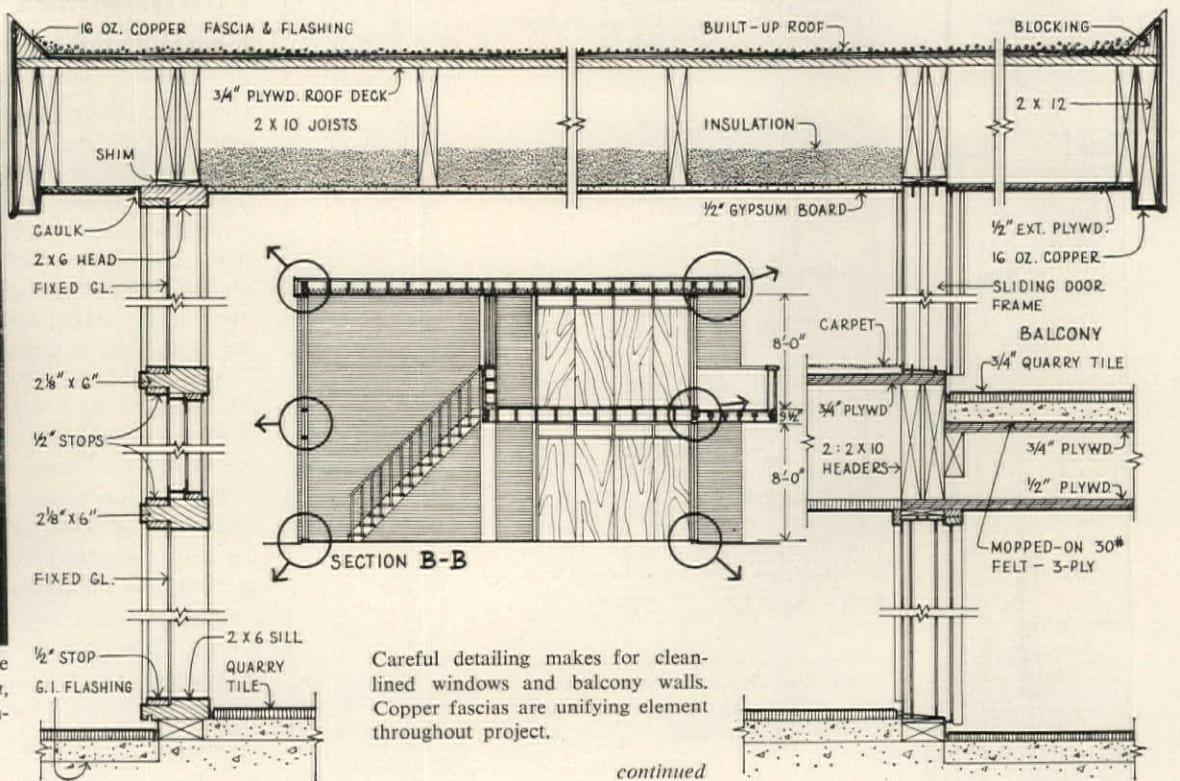 16 OZ. COPPER FASCIA & FLASHING
BUILT-UP ROOF
BLOCKING
3/4" PLYWD. ROOF DECK
2 X 10 JOISTS
INSULATION
2 X 12
SHIM
CAULK
2 X 6 HEAD
FIXED GL.
1/2" GYPSUM BOARD
1/2" EXT. PLYWD.
16 OZ. COPPER
SLIDING DOOR
FRAME
BALCONY
3/4" QUARRY TILE
CARPET
8'-0"
9 1/2"
8'-0"
2 1/8" X 6"
1/2" STOPS
2 1/8" X 6"
3/4" PLYWD
2 : 2 X 10
HEADERS
3/4" PLYWD.
1/2" PLYWD.
MOPPED-ON 30#
FELT - 3-PLY
SECTION B-B
FIXED GL.
1/2" STOP
G.I. FLASHING
2 X 6 SILL
QUARRY
TILE
Careful detailing makes for clean-
lined windows and balcony walls.
Copper fascias are unifying element
throughout project.
continued